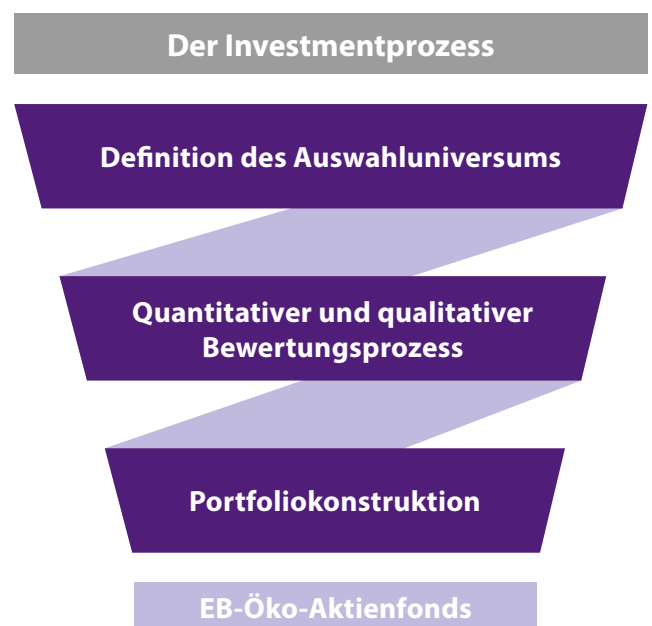 Der Investmentprozess
Definition des Auswahluniversums
Quantitativer und qualitativer
Bewertungsprozess
Portfoliokonstruktion
EB-Öko-Aktienfonds